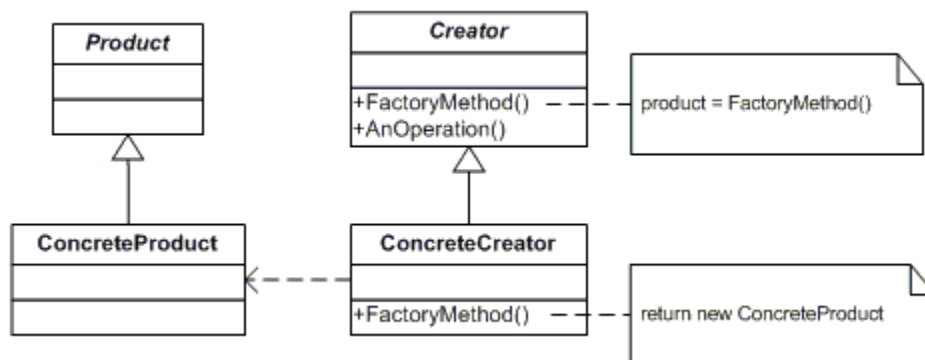 Product
Creator
+FactoryMethod()
+AnOperation()
product = FactoryMethod()
ConcreteProduct
ConcreteCreator
+FactoryMethod()
return new ConcreteProduct